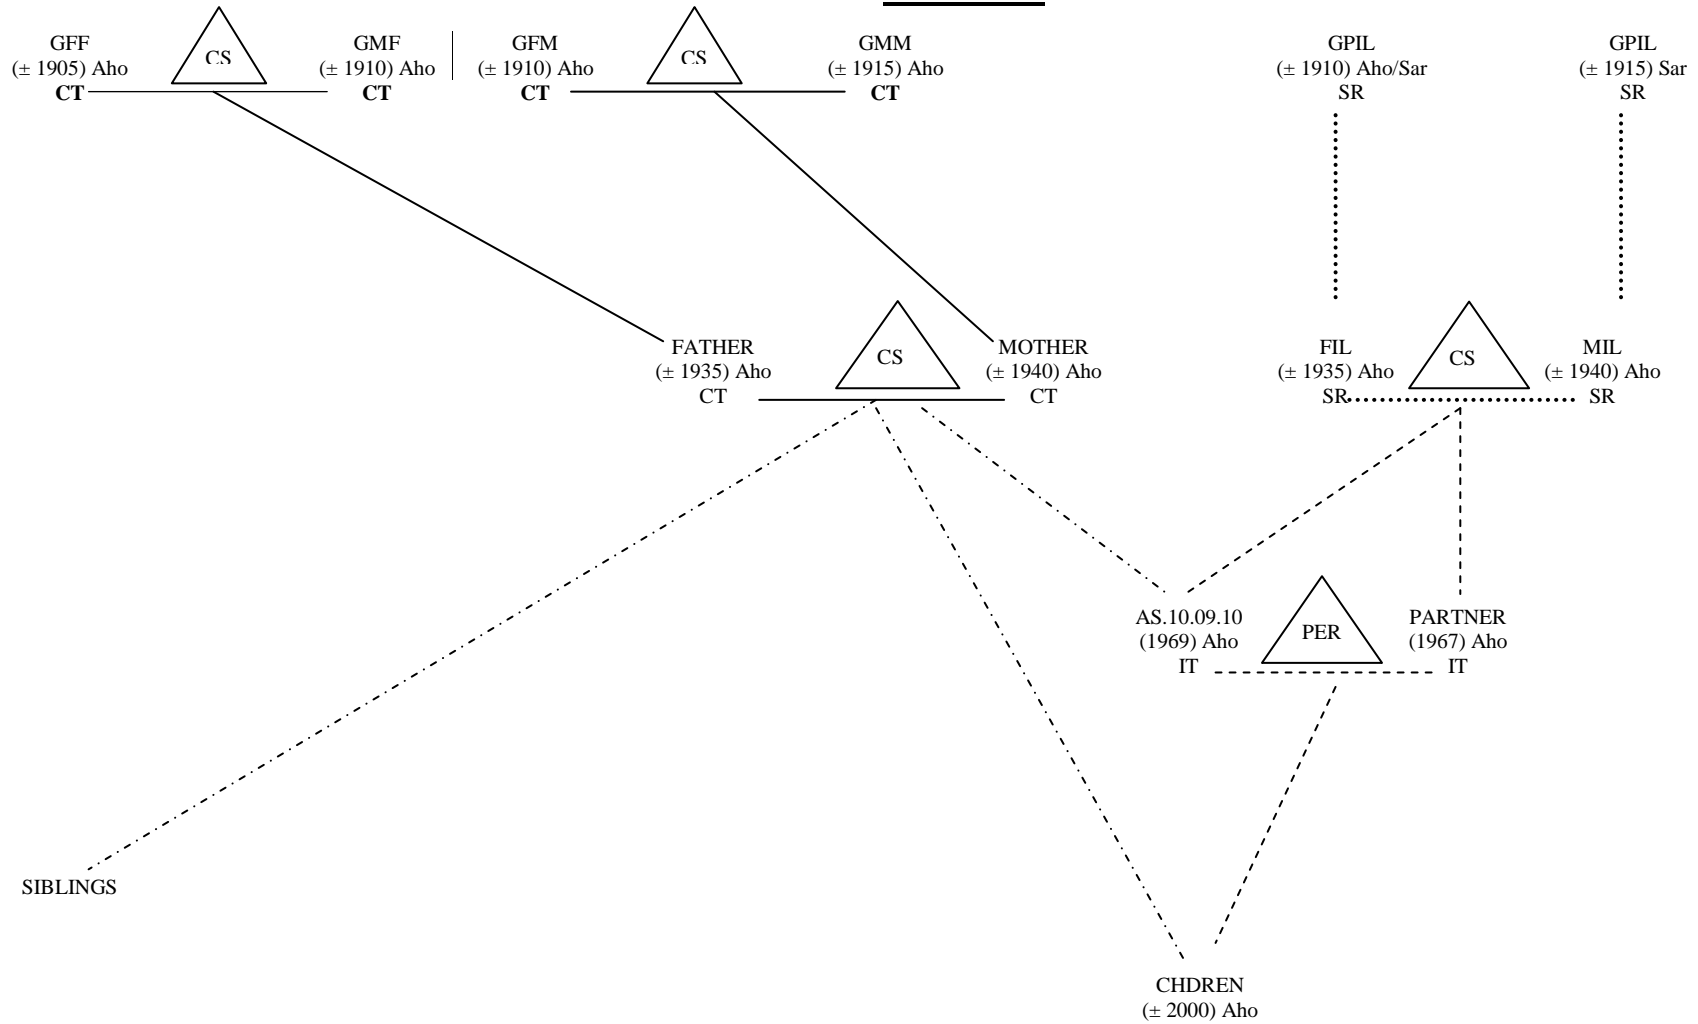 GFF
(± 1905) Aho
CT
CS
GMF
(± 1910) Aho
CT
GFM
(± 1910) Aho
CT
CS
GMM
(± 1915) Aho
CT
GPIL
(± 1910) Aho/Sar
SR
GPIL
(± 1915) Sar
SR
FATHER
(± 1935) Aho
CT
CS
MOTHER
(± 1940) Aho
CT
FIL
(± 1935) Aho
SR
CS
MIL
(± 1940) Aho
SR
AS.10.09.10
(1969) Aho
IT
PER
PARTNER
(1967) Aho
IT
SIBLINGS
CHDREN
(± 2000) Aho